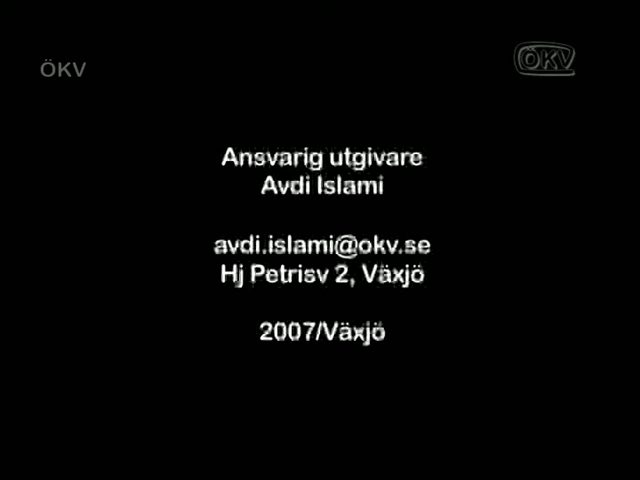 ÖKV
ÖKV
Ansvarig utgivare
Avdi Islami
avdi.islami@okv.se
Hj Petrisv 2, Växjö
2007/Växjö